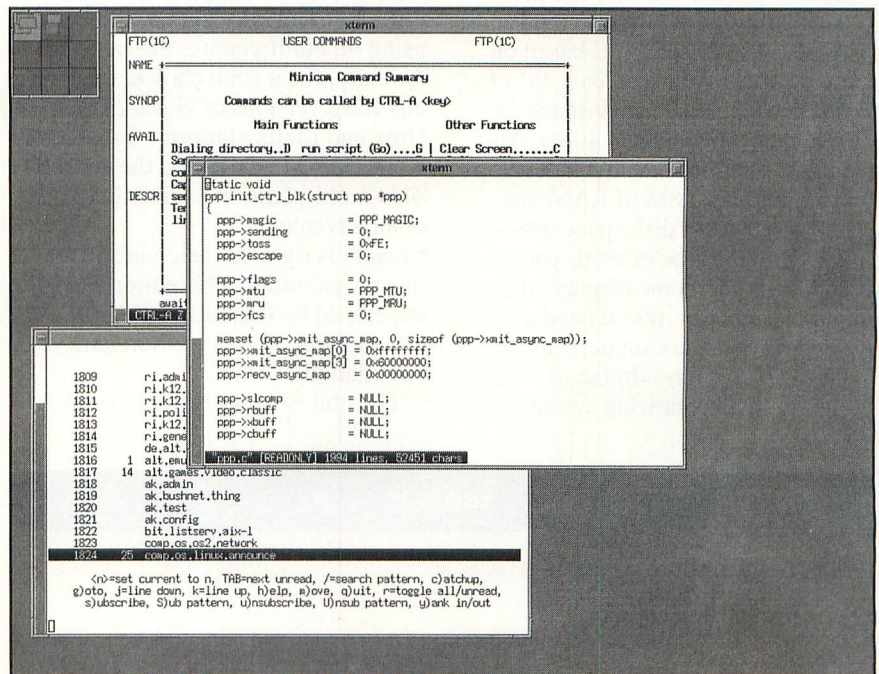 xterm
FTP(1C) USER COMMANDS FTP(1C)
NAME
Minicom Command Summary
SYNOP
Commands can be called by CTRL-A <key>
Main Functions Other Functions
AVAIL
Dialing directory..D run script (Go)....G | Clear Screen.......C
DESCR
await
CTRL-A Z
xterm
static void
ppp_init_ctrl_blk(struct ppp *ppp)
{
ppp->magic = PPP_MAGIC;
ppp->sending = 0;
ppp->toss = 0xFE;
ppp->escape = 0;
ppp->flags = 0;
ppp->mtu = PPP_MTU;
ppp->mru = PPP_MRU;
ppp->fcs = 0;
memset (ppp->xmit_async_map, 0, sizeof (ppp->xmit_async_map));
ppp->xmit_async_map[0] = 0xffffffff;
ppp->xmit_async_map[3] = 0x60000000;
ppp->recv_async_map = 0x00000000;
ppp->slcomp = NULL;
ppp->rbuff = NULL;
ppp->xbuff = NULL;
ppp->cbuff = NULL;
"ppp.c" [READONLY] 1994 lines, 52451 chars
1809 ri.admi
1810 ri.k12.
1811 ri.k12.
1812 ri.poli
1813 ri.k12.
1814 ri.gene
1815 de.alt.
1816 1 alt.emu
1817 14 alt.games.video.classic
1818 ak.admin
1819 ak.bushnet.thing
1820 ak.test
1821 ak.config
1822 bit.listserv.aix-l
1823 comp.os.os2.network
1824 25 comp.os.linux.announce
<n>=set current to n, TAB=next unread, /=search pattern, c)atchup,
g)oto, j=line down, k=line up, h)elp, m)ove, q)uit, r=toggle all/unread,
s)ubscribe, S)ub pattern, u)nsubscribe, U)nsub pattern, y)ank in/out